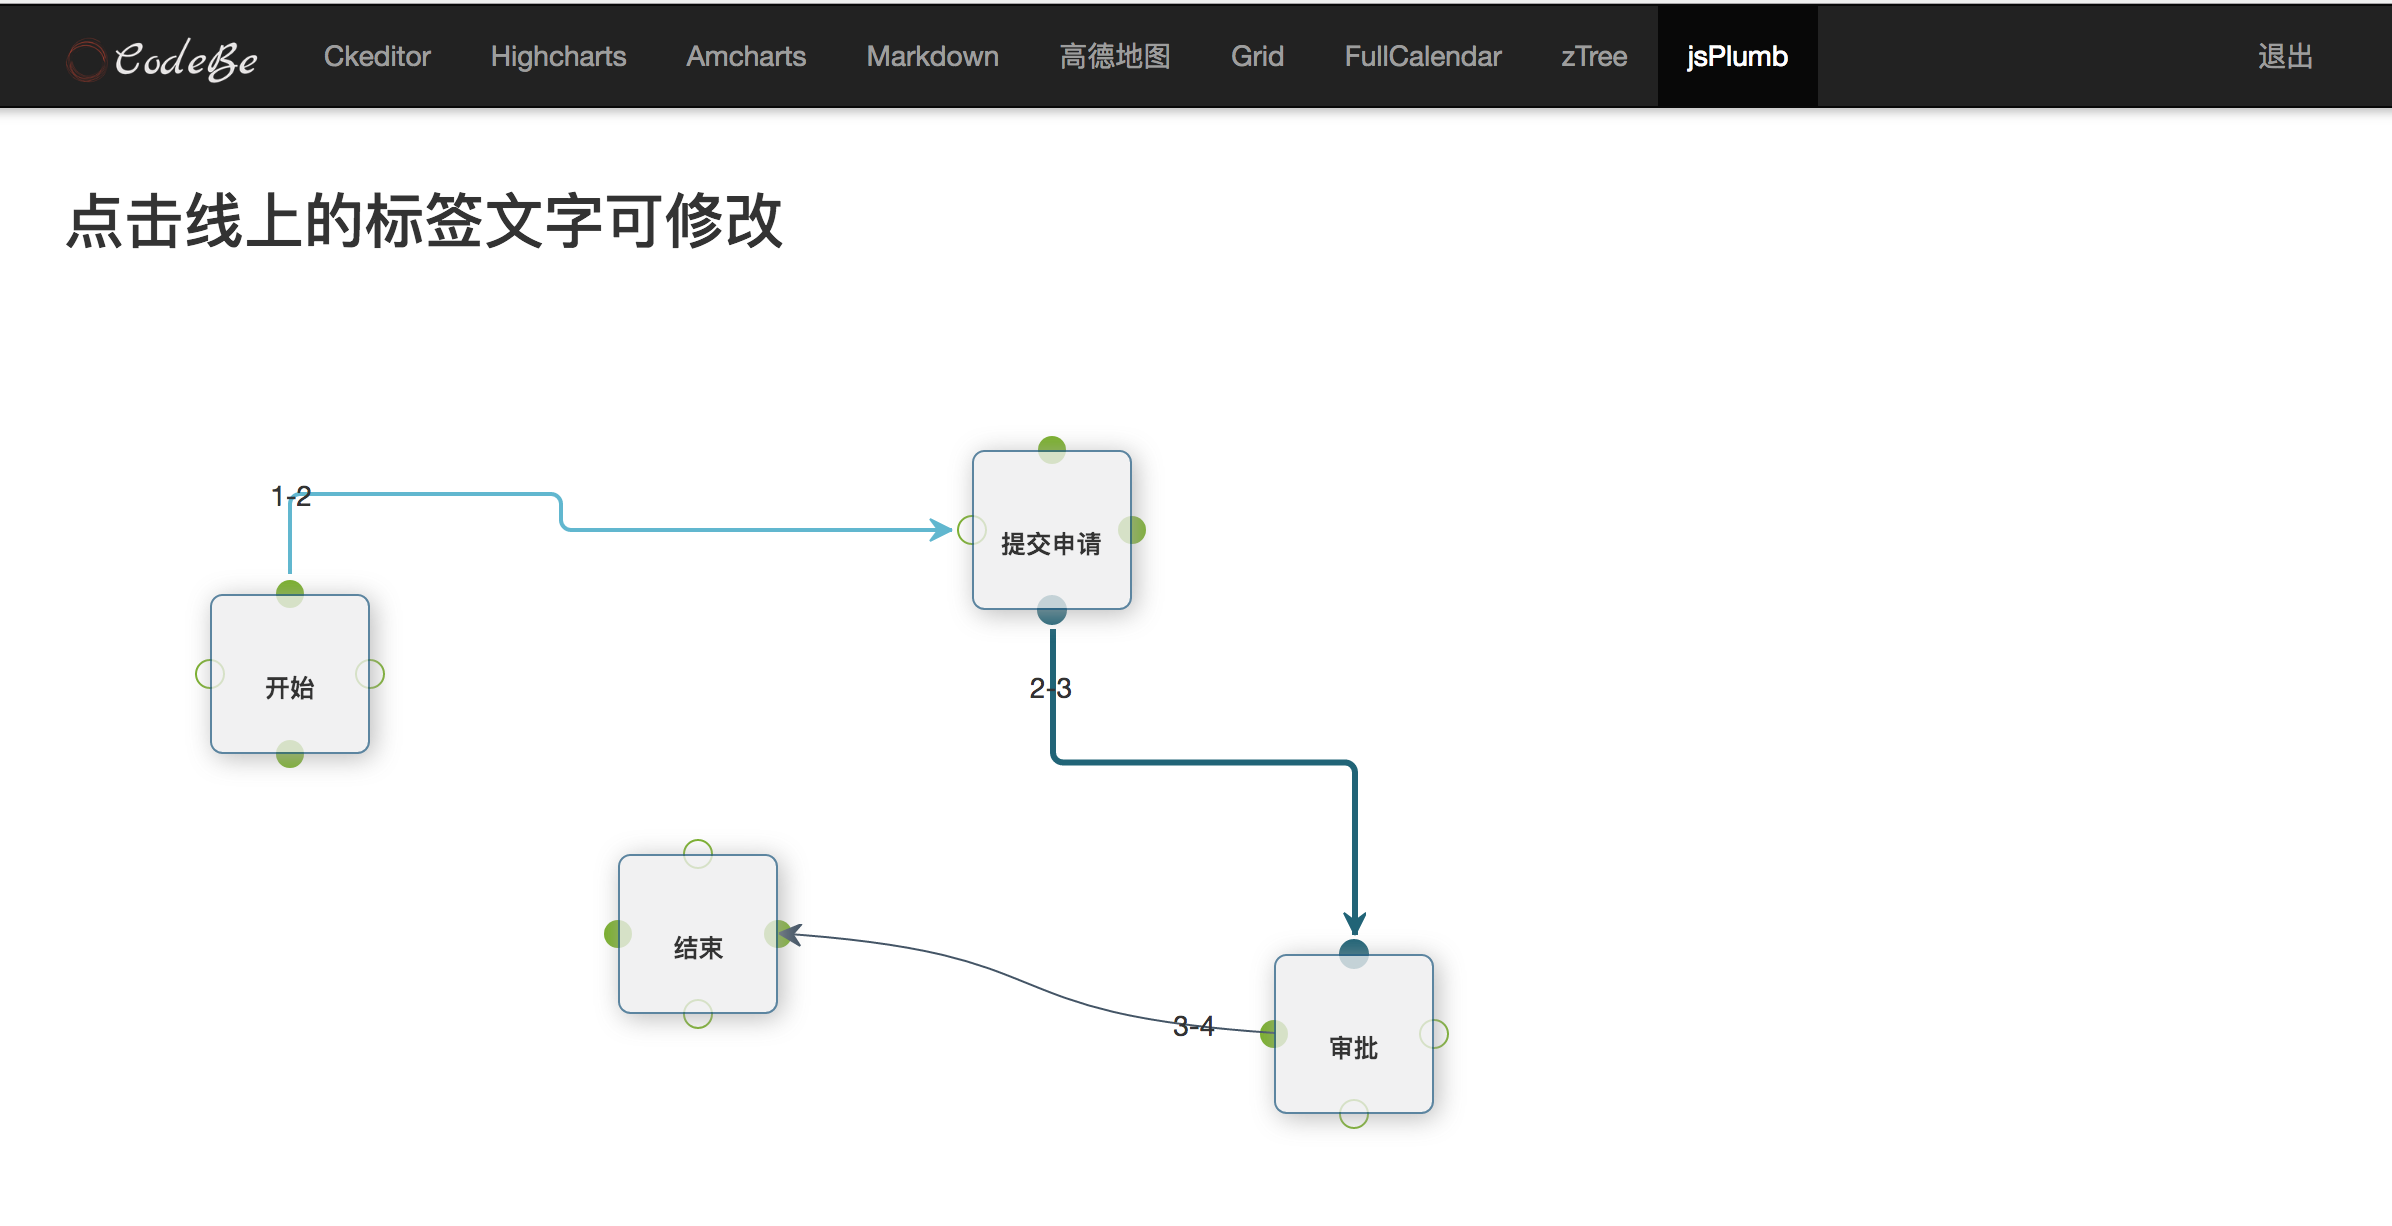 CodeBe Ckeditor Highcharts Amcharts Markdown 高德地图 Grid FullCalendar zTree jsPlumb 退出
点击线上的标签文字可修改
1-2
提交申请
开始
2-3
结束
3-4
审批